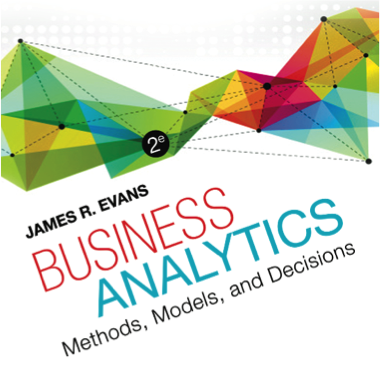 2e
JAMES R. EVANS
BUSINESS
ANALYTICS
Methods, Models, and Decisions